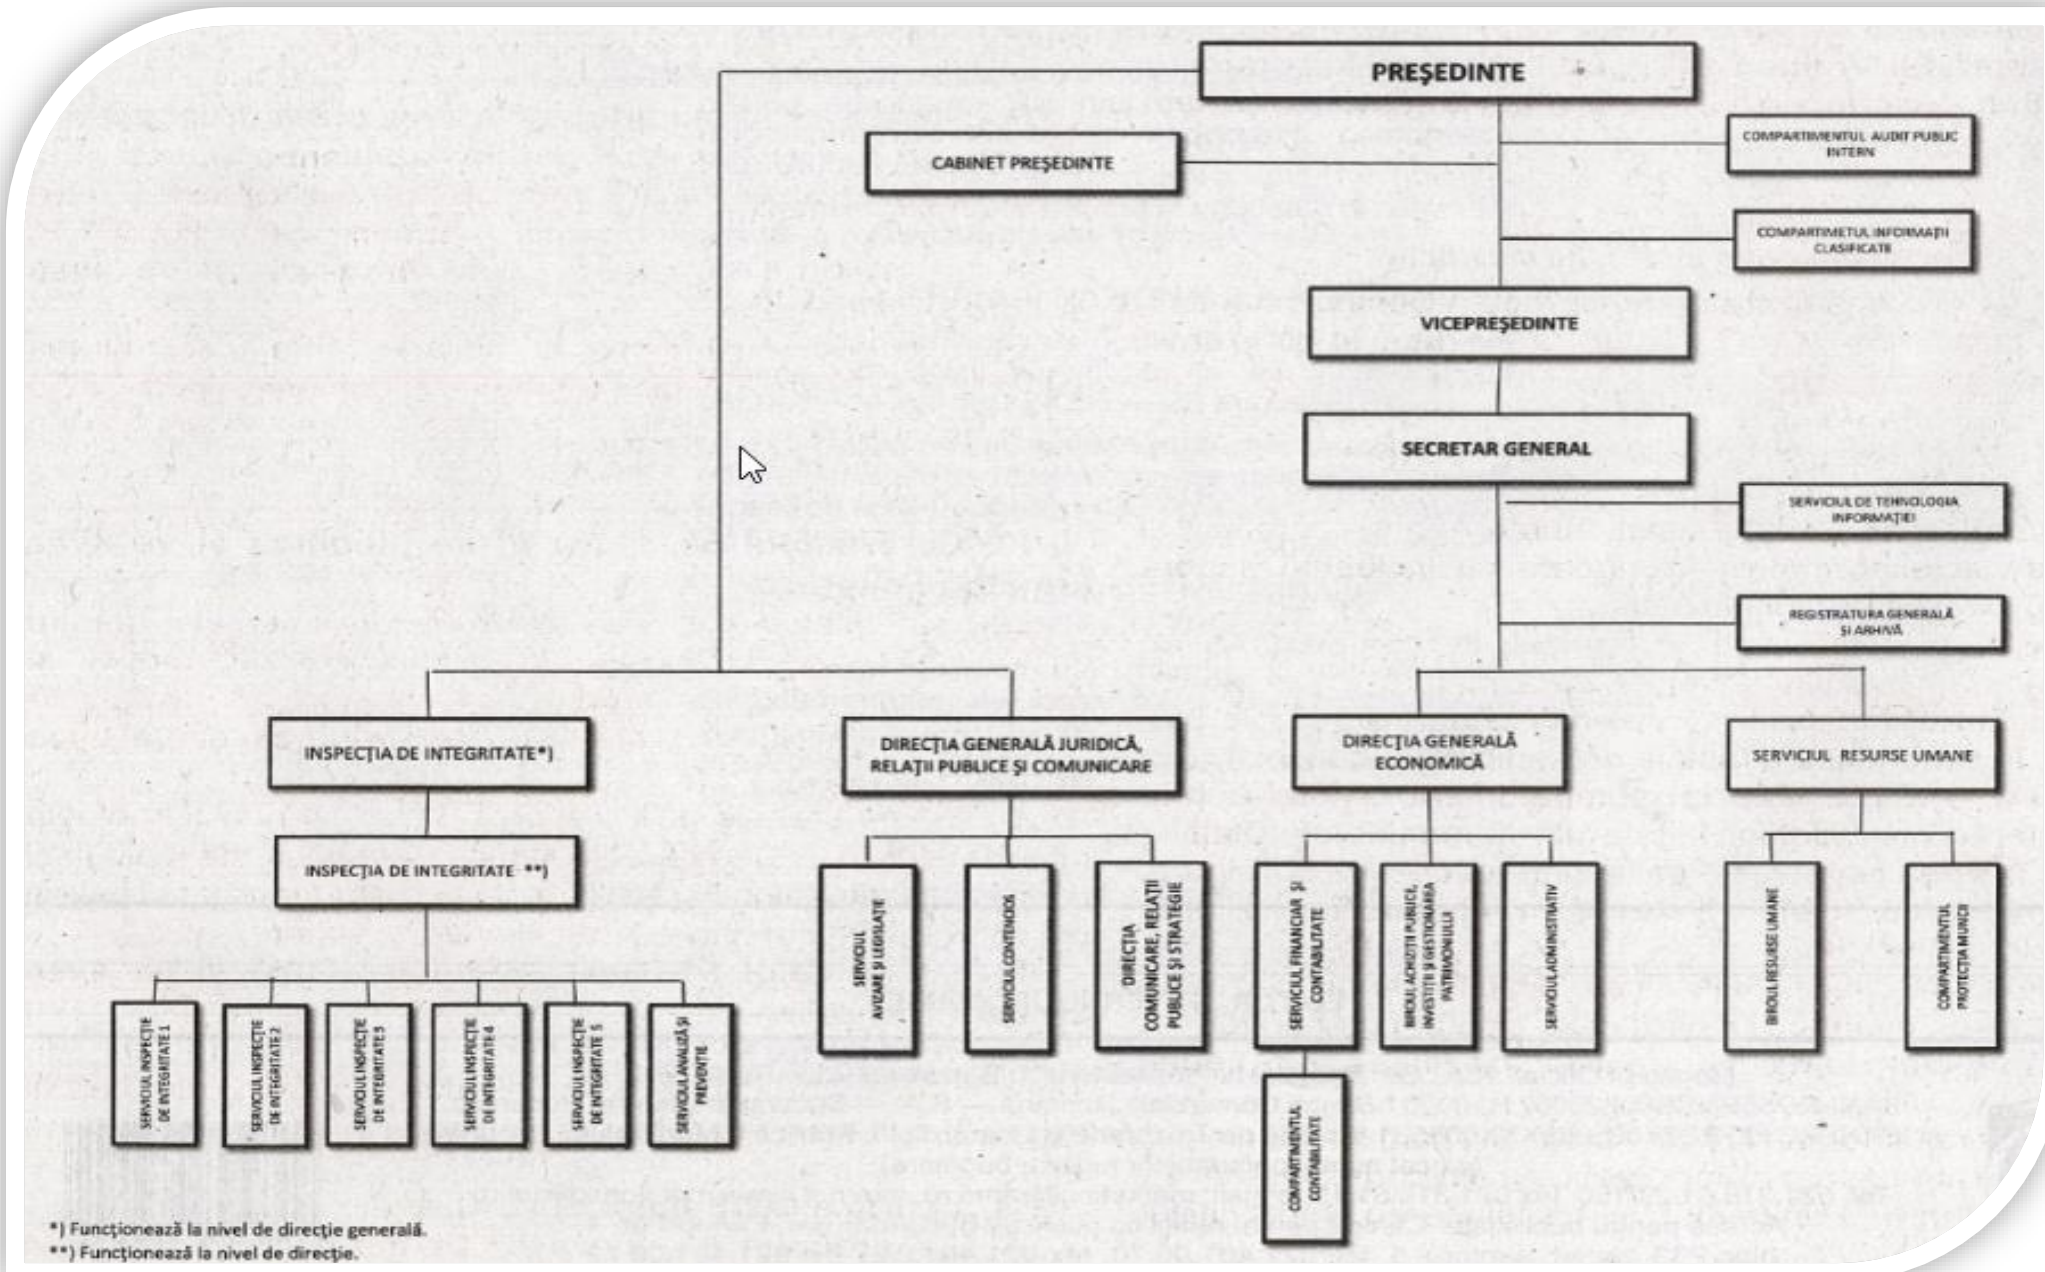 PREŞEDINTE
COMPARTIMENTUL AUDIT PUBLIC
INTERN
CABINET PREŞEDINTE
COMPARTIMETUL INFORMAŢII
CLASIFICATE
VICEPREŞEDINTE
SECRETAR GENERAL
SERVICIUL DE TEHNOLOGIA
INFORMAŢIEI
REGISTRATURA GENERALĂ
ŞI ARHIVĂ
INSPECŢIA DE INTEGRITATE*)
DIRECŢIA GENERALĂ JURIDICĂ,
RELAŢII PUBLICE ŞI COMUNICARE
DIRECŢIA GENERALĂ
ECONOMICĂ
SERVICIUL RESURSE UMANE
INSPECŢIA DE INTEGRITATE **)
SERVICIUL
AVIZARE ŞI LEGISLAŢIE
SERVICIUL CONTENCIOS
DIRECŢIA
COMUNICARE, RELAŢII
PUBLICE ŞI STRATEGIE
SERVICIUL FINANCIAR ŞI
CONTABILITATE
BIROUL ACHIZIŢII PUBLICE,
INVESTIŢII ŞI GESTIONAREA
PATRIMONIULUI
SERVICIUL ADMINISTRATIV
BIROUL RESURSE UMANE
COMPARTIMENTUL
PROTECŢIA MUNCII
SERVICIUL INSPECŢIE
DE INTEGRITATE 1
SERVICIUL INSPECŢIE
DE INTEGRITATE 2
SERVICIUL INSPECŢIE
DE INTEGRITATE 3
SERVICIUL INSPECŢIE
DE INTEGRITATE 4
SERVICIUL INSPECŢIE
DE INTEGRITATE 5
SERVICIUL ANALIZĂ ŞI
PREVENŢIE
COMPARTIMENTUL
CONTABILITATE
*) Funcţionează la nivel de direcţie generală.
**) Funcţionează la nivel de direcţie.